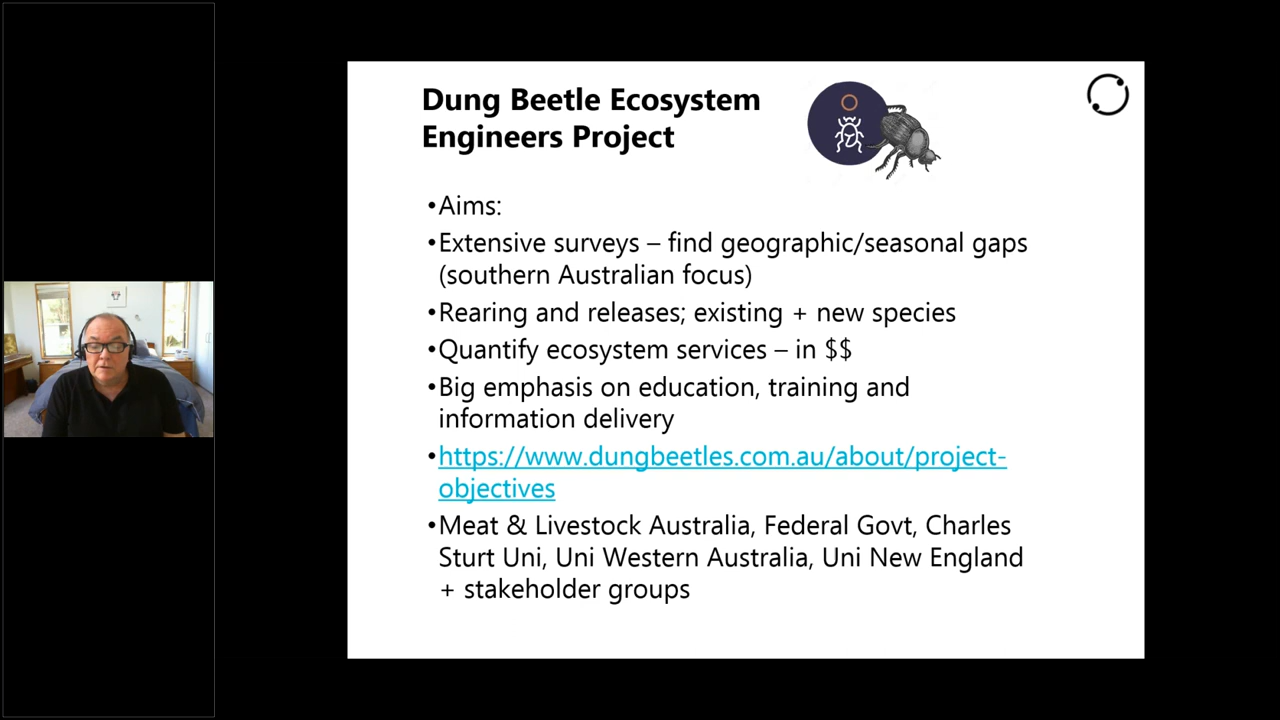 Dung Beetle Ecosystem
Engineers Project
•Aims:
•Extensive surveys – find geographic/seasonal gaps
(southern Australian focus)
•Rearing and releases; existing + new species
•Quantify ecosystem services – in $$
•Big emphasis on education, training and
information delivery
•https://www.dungbeetles.com.au/about/project-
objectives
•Meat & Livestock Australia, Federal Govt, Charles
Sturt Uni, Uni Western Australia, Uni New England
+ stakeholder groups